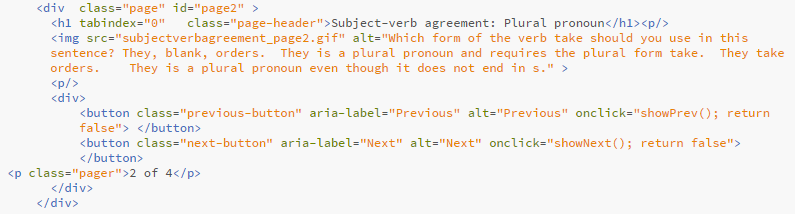 <div  class="page" id="page2" >
<h1 tabindex="0"   class="page-header">Subject-verb agreement: Plural pronoun</h1><p/>
<img src="subjectverbagreement_page2.gif" alt="Which form of the verb take should you use in this
sentence? They, blank, orders.  They is a plural pronoun and requires the plural form take.  They take
orders.    They is a plural pronoun even though it does not end in s." >
<p/>
<div>
<button class="previous-button" aria-label="Previous" alt="Previous" onclick="showPrev(); return
false"> </button>
<button class="next-button" aria-label="Next" alt="Next" onclick="showNext(); return false">
</button>
<p class="pager">2 of 4</p>
</div>
</div>